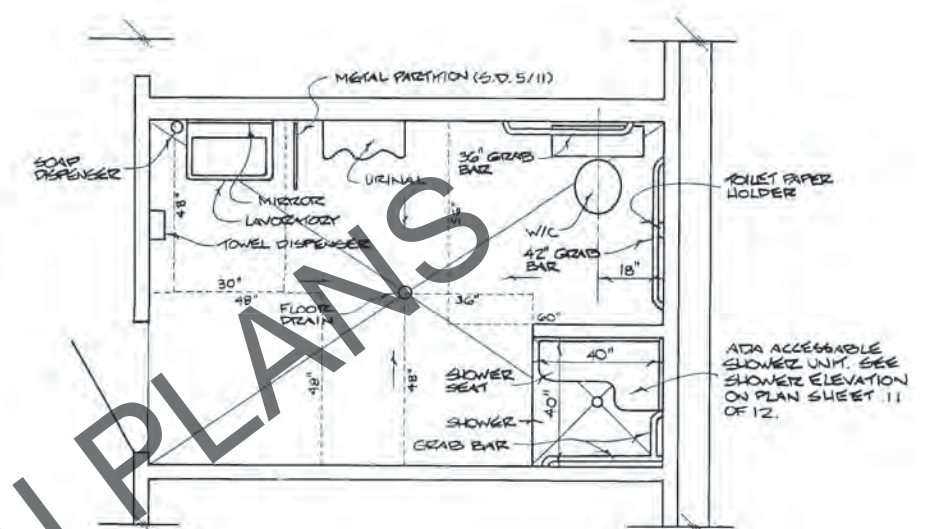 METAL PARTITION (S.D. 5/11)
SOAP
DISPENSER
48"
MIRROR
LAVORATORY
TOWEL DISPENSER
URINAL
36" GRAB
BAR
W/C
42" GRAB
BAR
18"
TOILET PAPER
HOLDER
30"
48"
FLOOR
DRAIN
36"
60"
48"
48"
SHOWER
SEAT
SHOWER
GRAB BAR
40"
40"
ADA ACCESSABLE
SHOWER UNIT. SEE
SHOWER ELEVATION
ON PLAN SHEET 11
OF 12.
PLANS